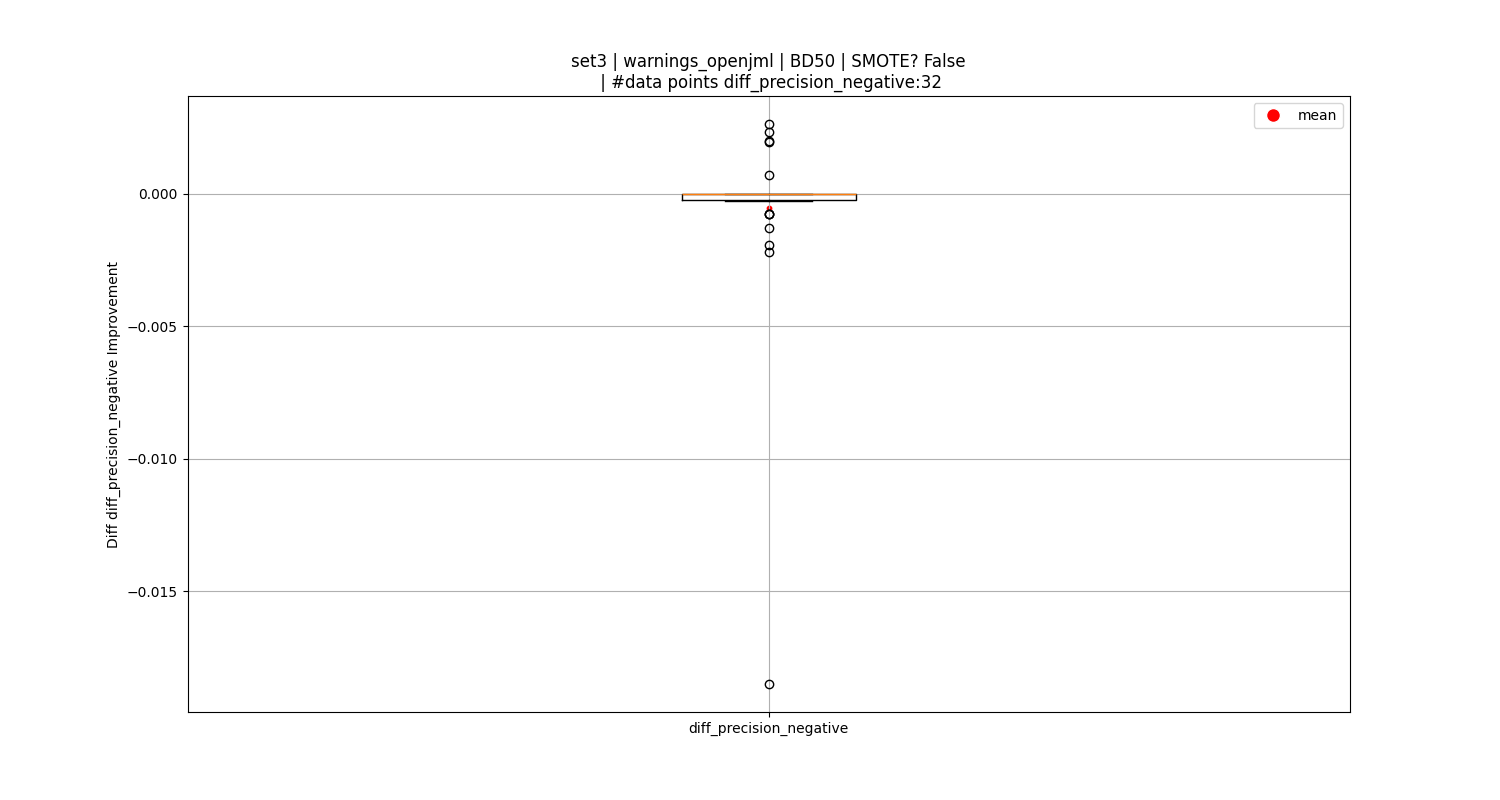 set3 | warnings_openjml | BD50 | SMOTE? False
| #data points diff_precision_negative:32
mean
0.000
−0.005
−0.010
−0.015
Diff diff_precision_negative Improvement
diff_precision_negative